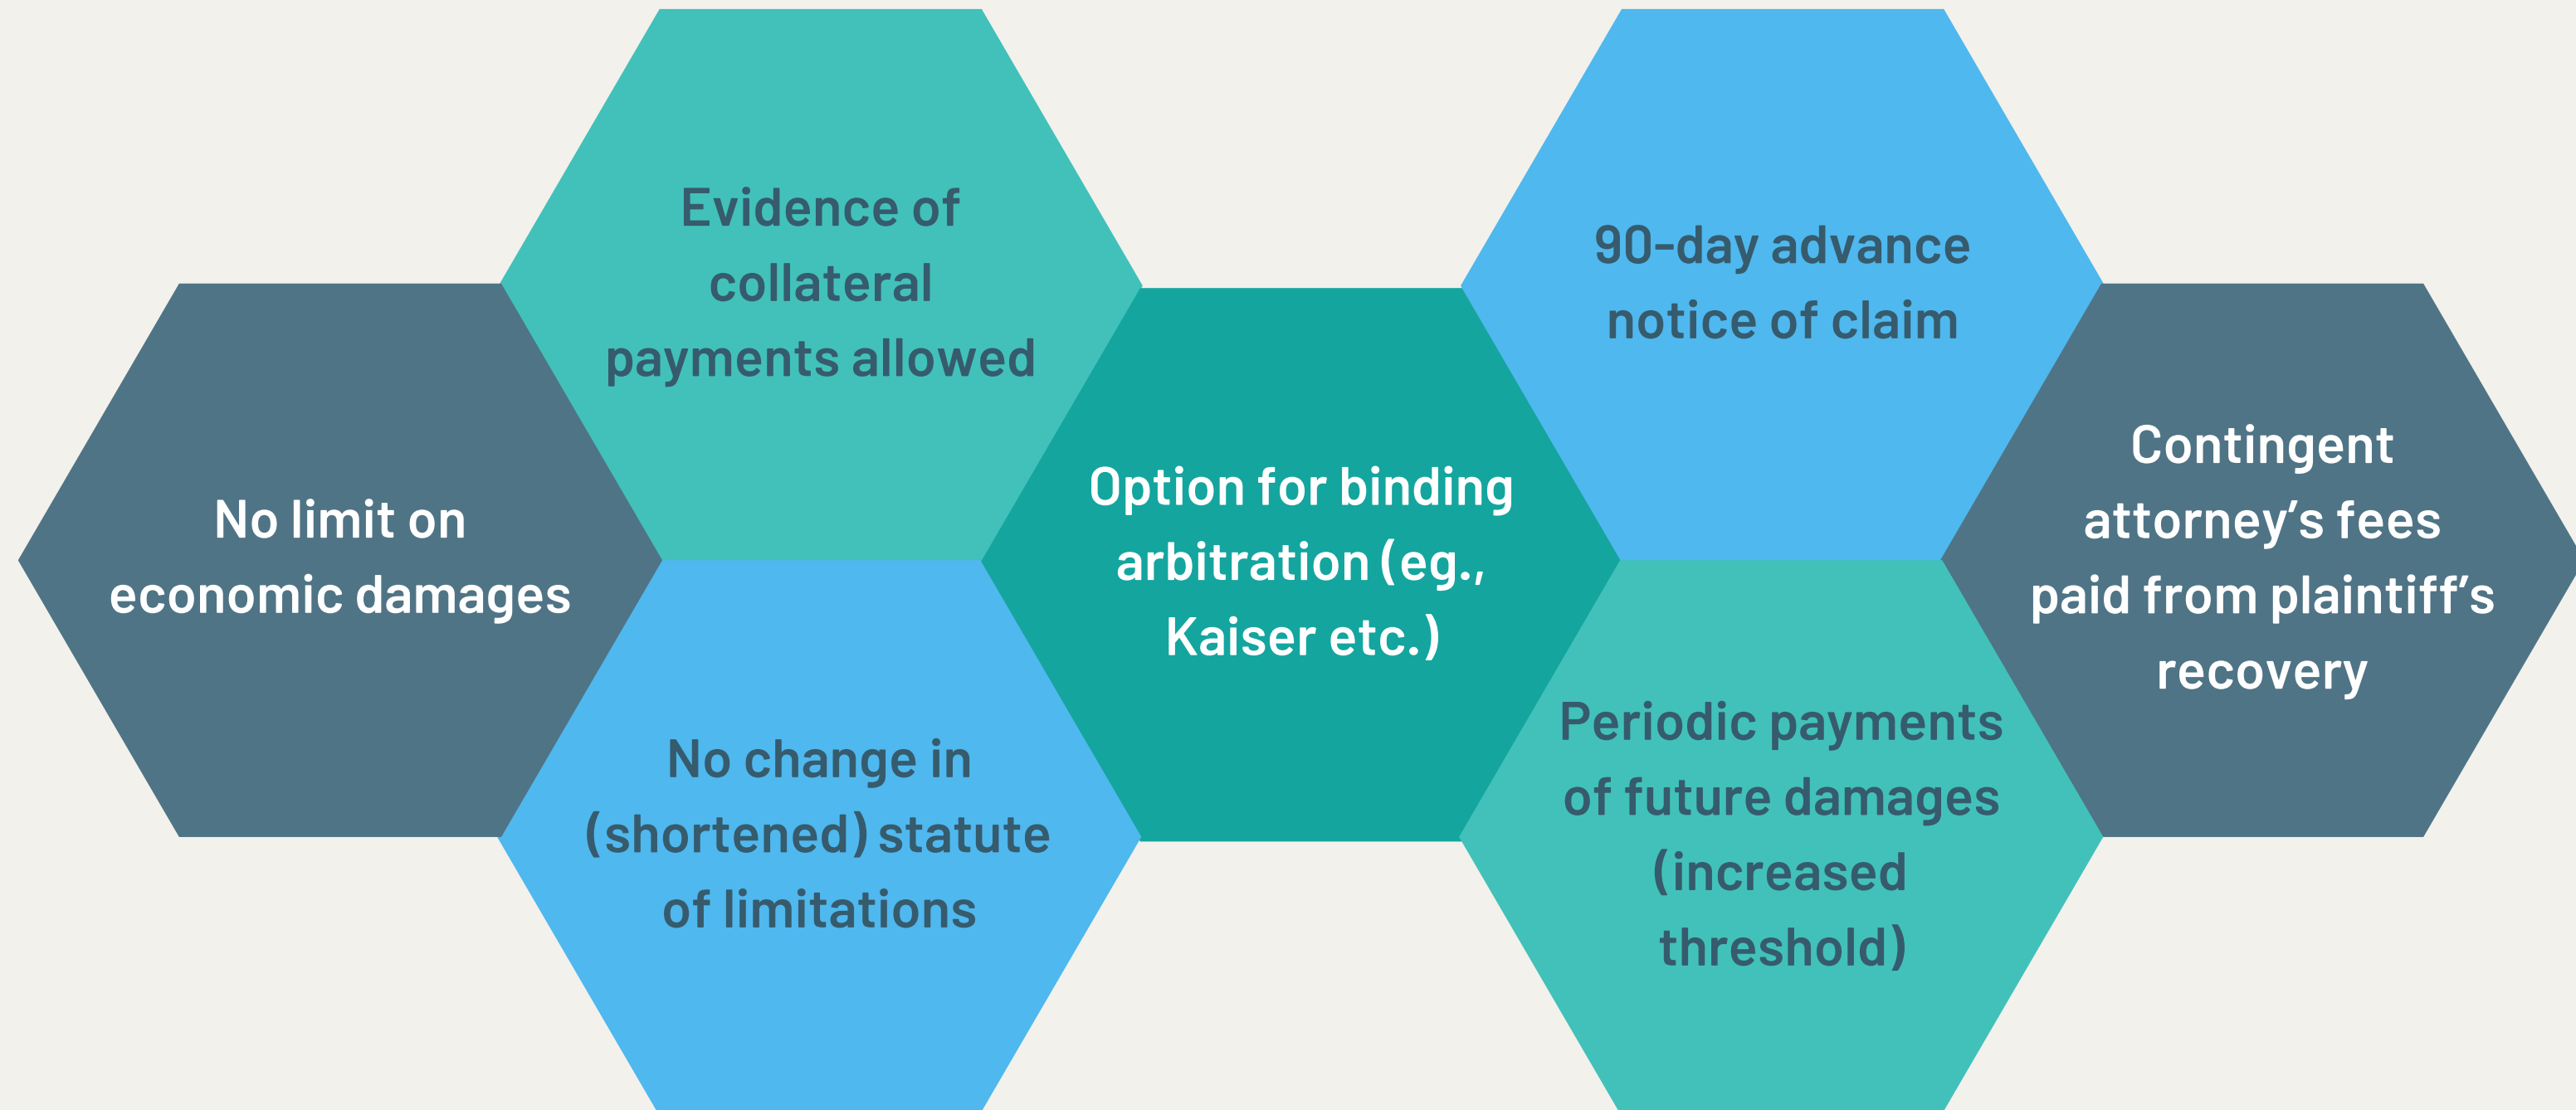 No limit on
economic damages
Evidence of
collateral
payments allowed
No change in
(shortened) statute
of limitations
Option for binding
arbitration (eg.,
Kaiser etc.)
90-day advance
notice of claim
Periodic payments
of future damages
(increased
threshold)
Contingent
attorney’s fees
paid from plaintiff’s
recovery